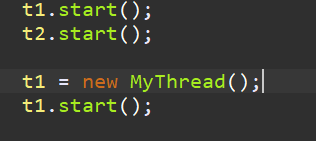 t1.start();
t2.start();
t1 = new MyThread();
t1.start();